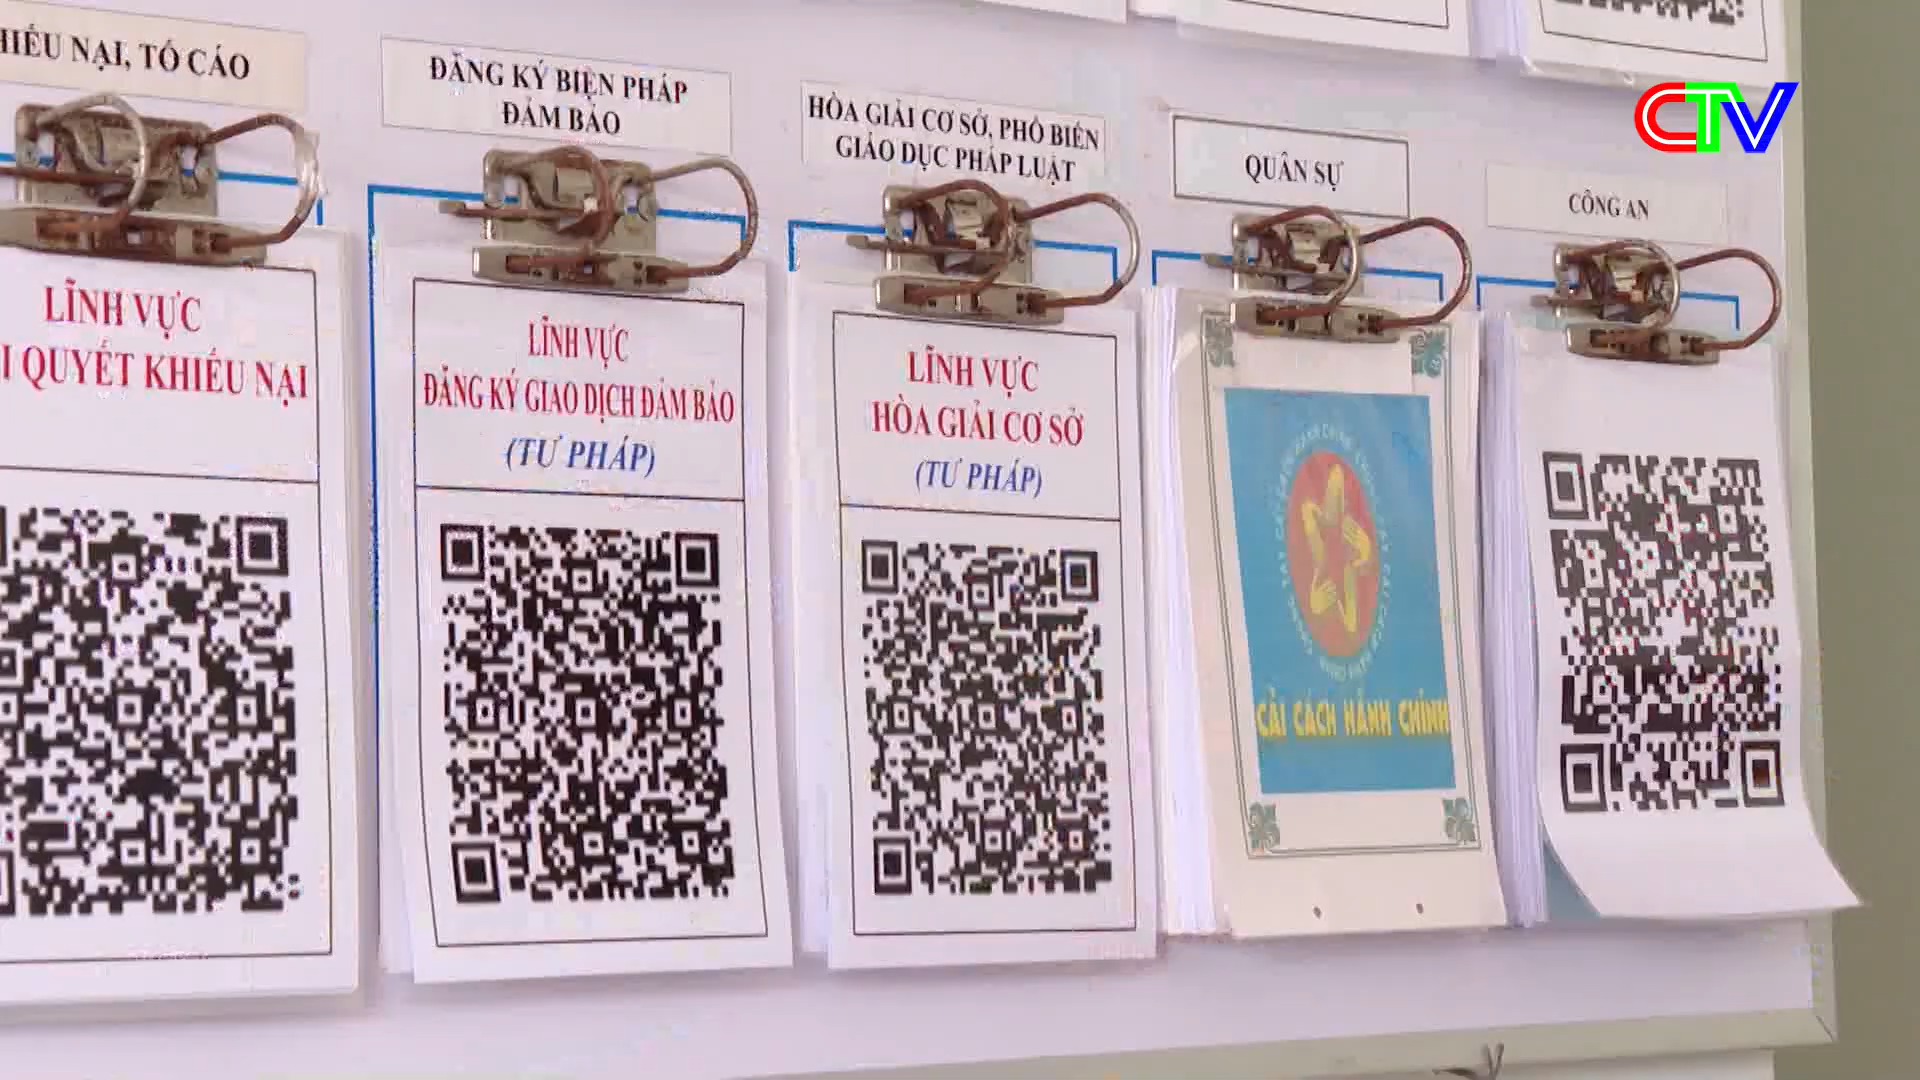 HIẾU NẠI, TỐ CÁO
ĐĂNG KÝ BIỆN PHÁP
ĐẢM BẢO
HÒA GIẢI CƠ SỞ, PHỔ BIẾN
GIÁO DỤC PHÁP LUẬT
QUÂN SỰ
CÔNG AN
CTV
LĨNH VỰC
I QUYẾT KHIẾU NẠI
LĨNH VỰC
ĐĂNG KÝ GIAO DỊCH ĐẢM BẢO
(TƯ PHÁP)
LĨNH VỰC
HÒA GIẢI CƠ SỞ
(TƯ PHÁP)
CẢI CÁCH HÀNH CHÍNH